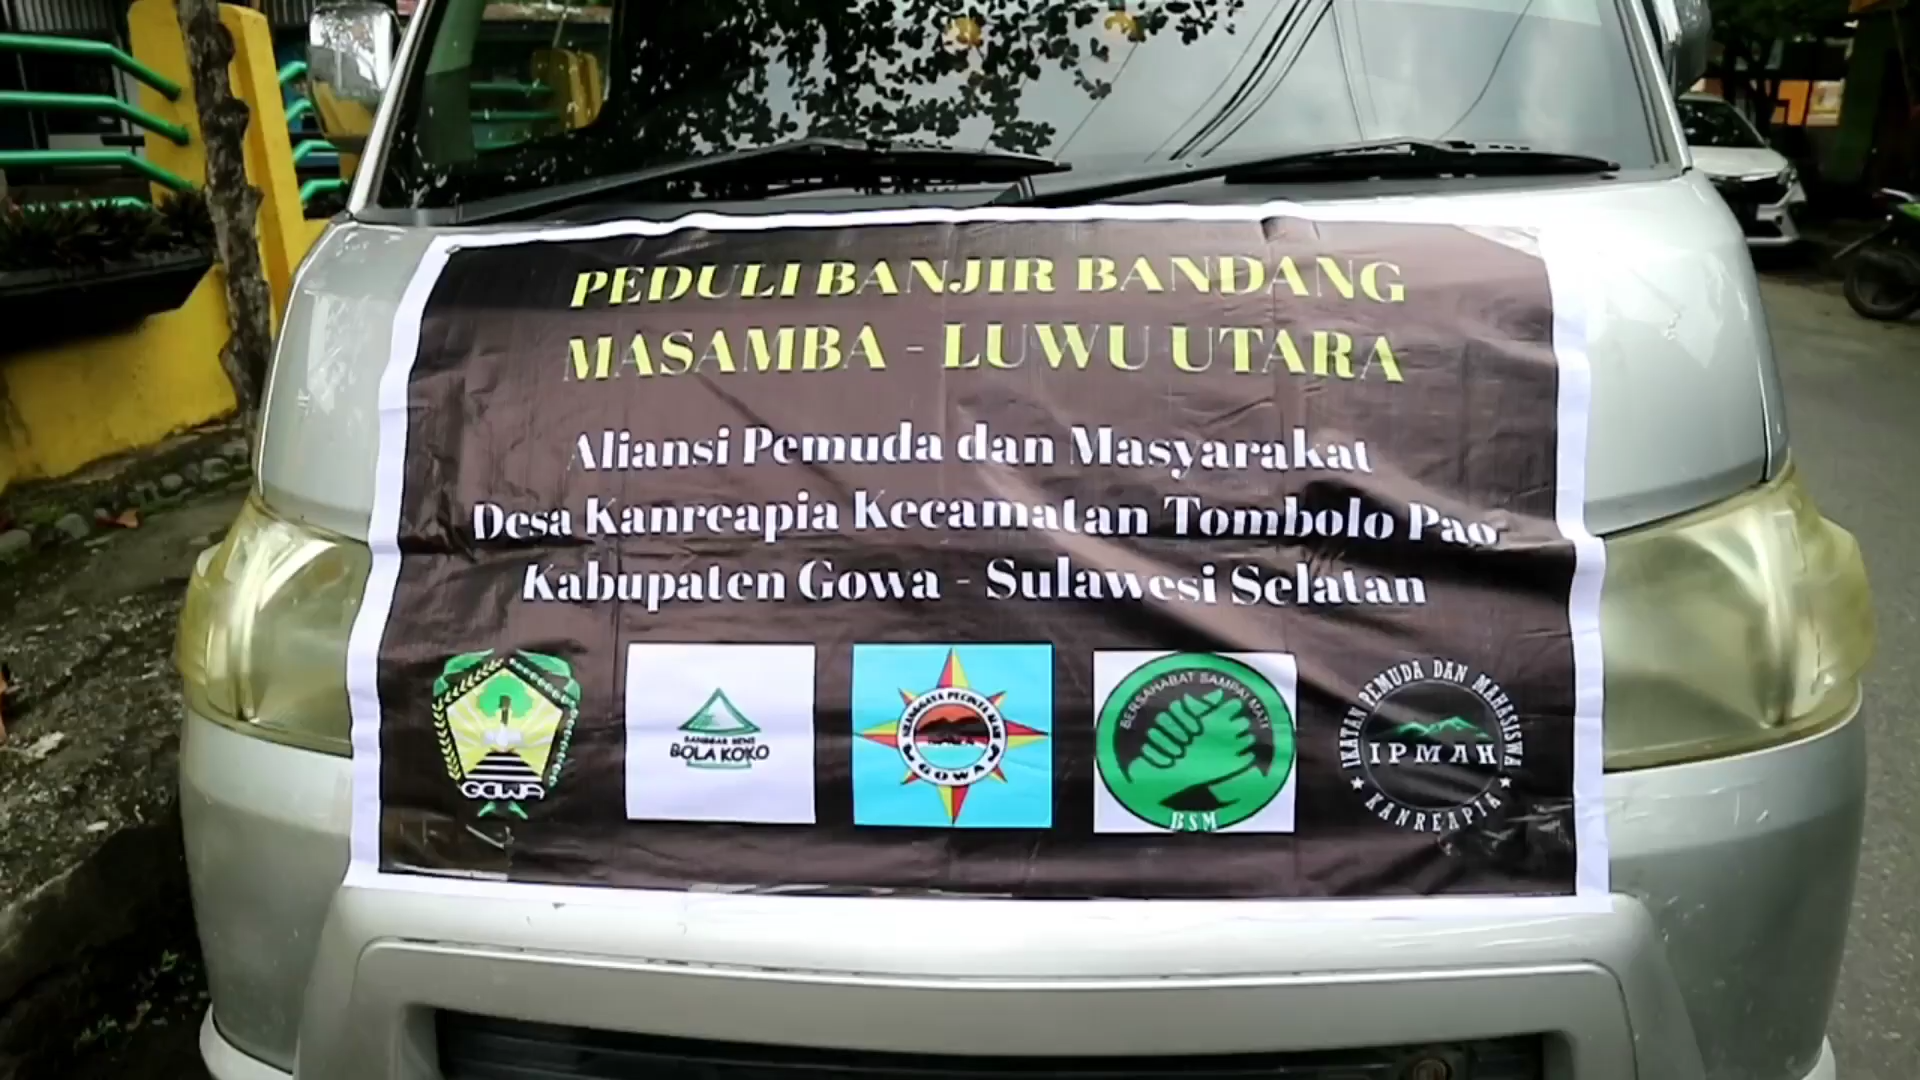 PEDULI BANJIR BANDANG
MASAMBA - LUWU UTARA
Aliansi Pemuda dan Masyarakat
Desa Kanreapia Kecamatan Tombolo Pao
Kabupaten Gowa - Sulawesi Selatan
GOWA
BOLA KOKO
GOWA
BERSAHABAT SAMPAI MATI
BSM
IKATAN PEMUDA DAN MAHASISWA
IPMAH
KANREAPIA